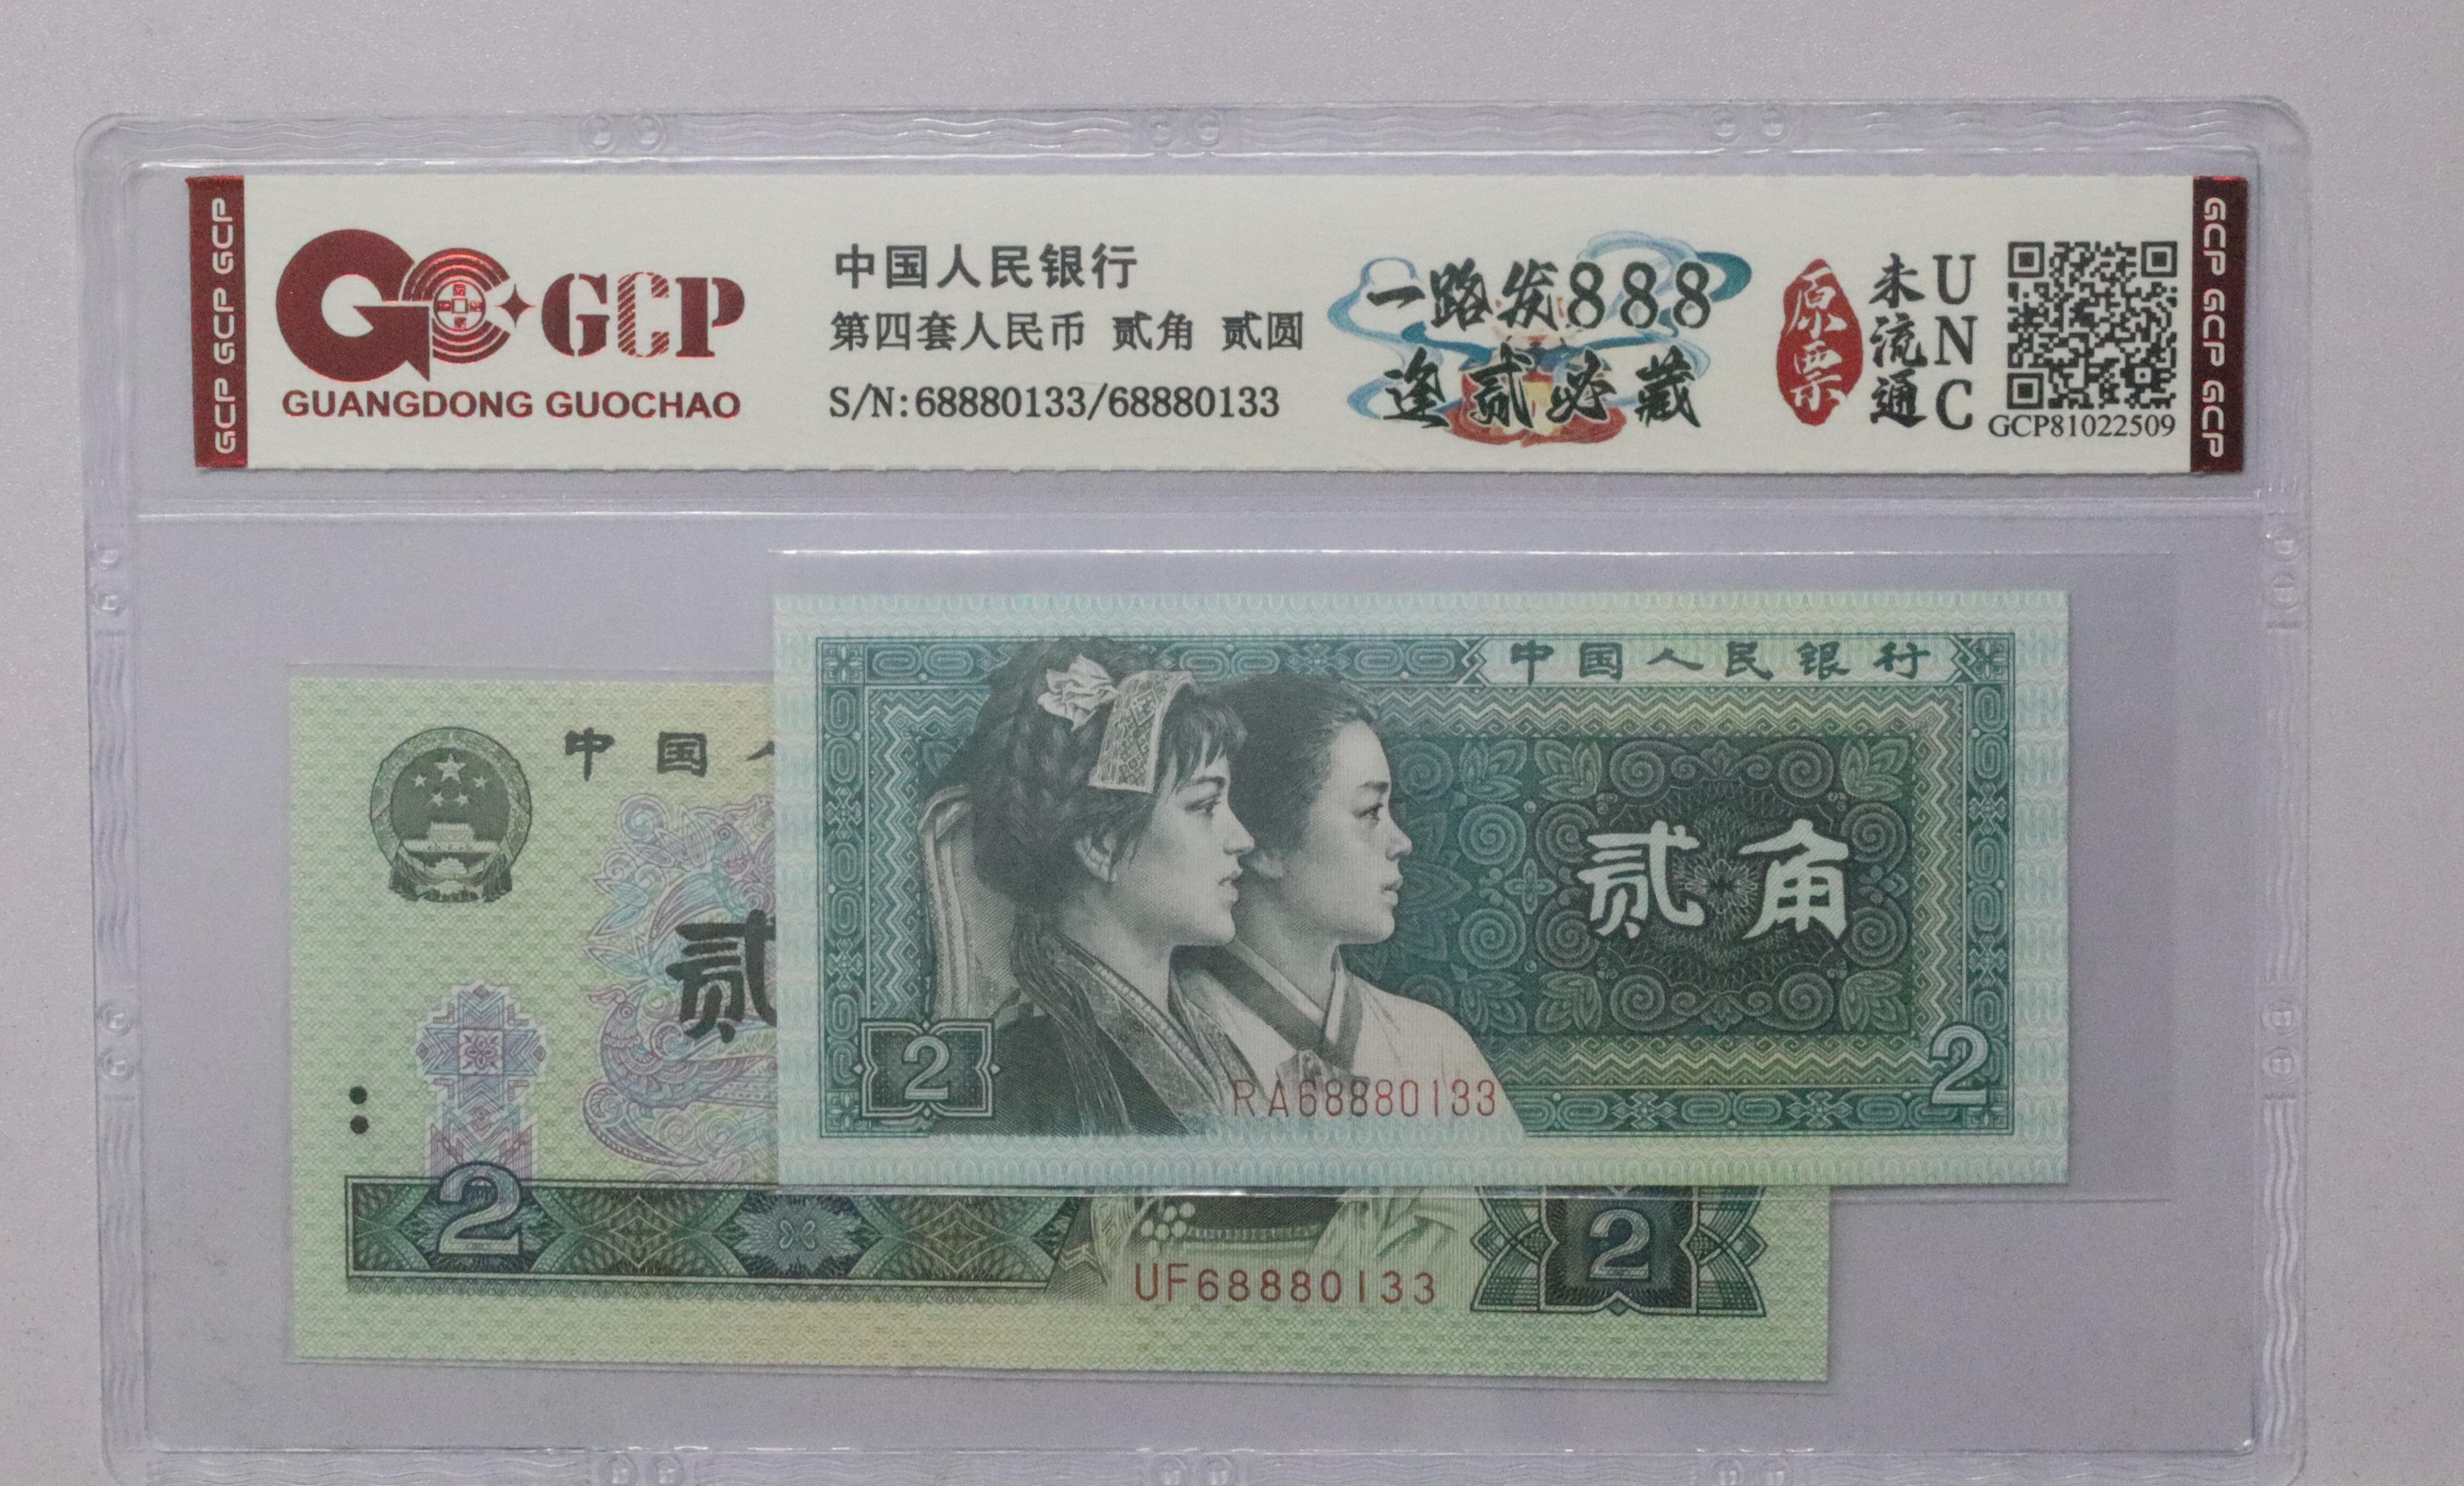 GCP GCP GCP
GCP
GUANGDONG GUOCHAO
中国人民银行
第四套人民币 贰角 贰圆
S/N:68880133/68880133
一路发888
逢贰必藏
原票
未流通
UNC
GCP81022509
GCP GCP GCP
中国人民银行
贰角
2
2
RA68880133
中国
贰
2
2
UF68880133